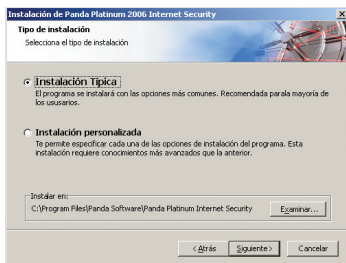 Instalación de Panda Platinum 2006 Internet Security
Tipo de instalación
Selecciona el tipo de instalación
Instalación Típica
El programa se instalará con las opciones más comunes. Recomendada parala mayoría de
los ususarios.
Instalación personalizada
Te permite especificar cada una de las opciones de instalación del programa. Esta
instalación requiere conocimientos más avanzados que la anterior.
Instalar en:
C:\Program Files\Panda Software\Panda Platinum Internet Security
Examinar...
< Atrás
Siguiente >
Cancelar